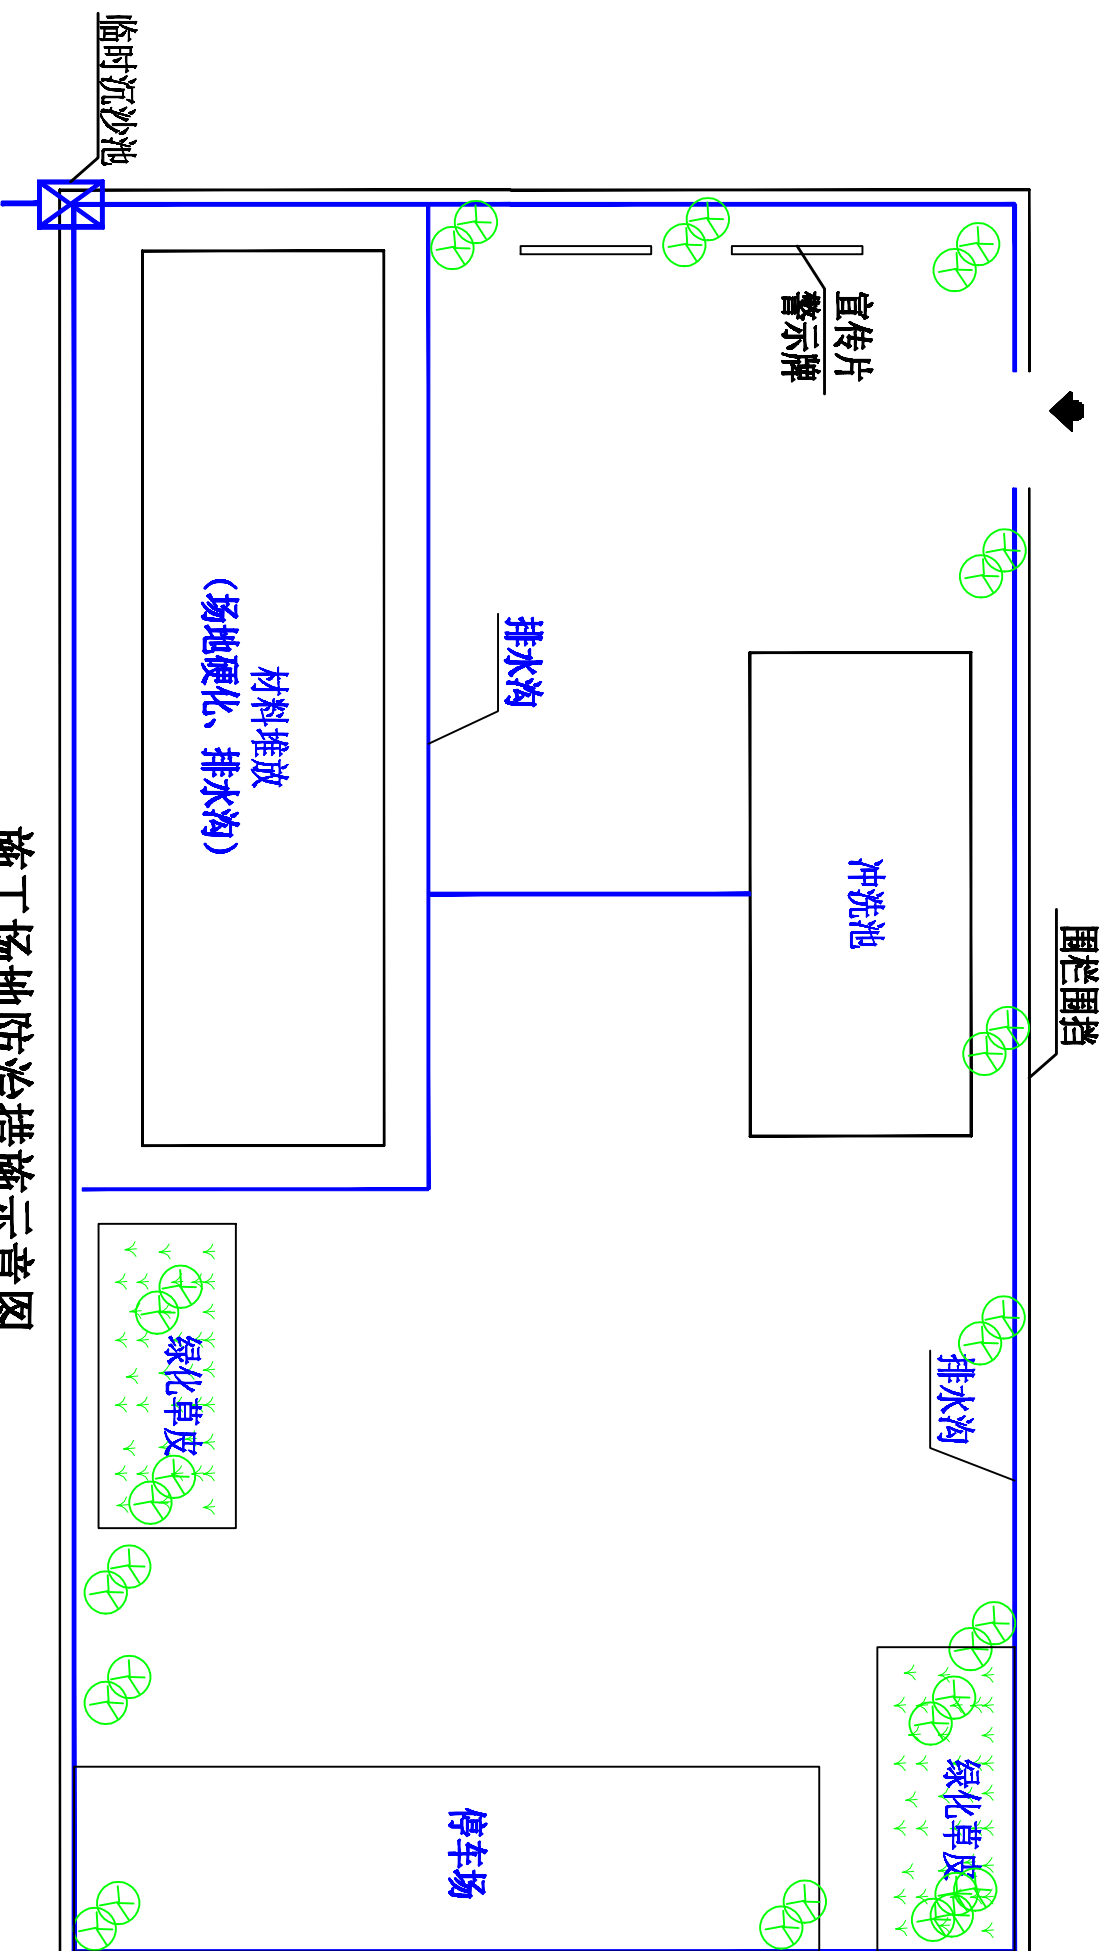 围栏围挡
宣传片
警示牌
冲洗池
排水沟
绿化草皮
排水沟
停车场
材料堆放
(场地硬化、排水沟)
绿化草皮
临时沉沙池
施工场地防治措施示意图